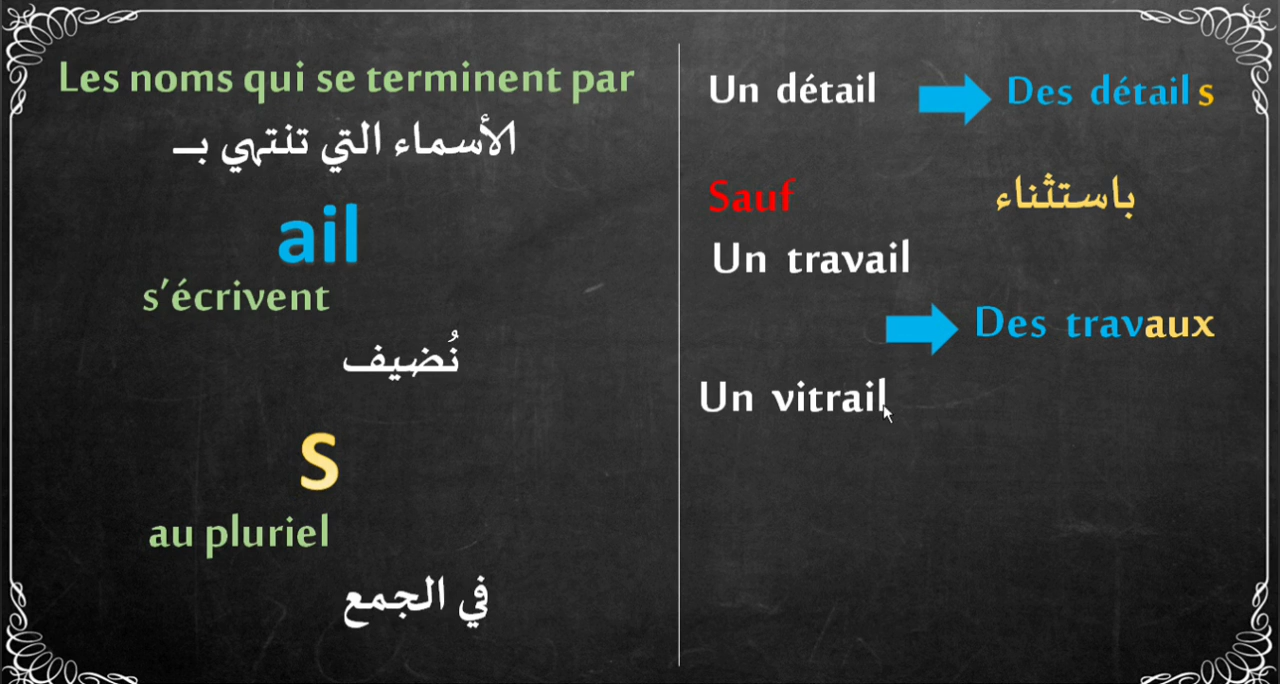 Les noms qui se terminent par
الأسماء التي تنتهي بـ
ail
s'écrivent
نُضيف
s
au pluriel
في الجمع
Un détail Des détails
Sauf باستثناء
Un travail
Des travaux
Un vitrail